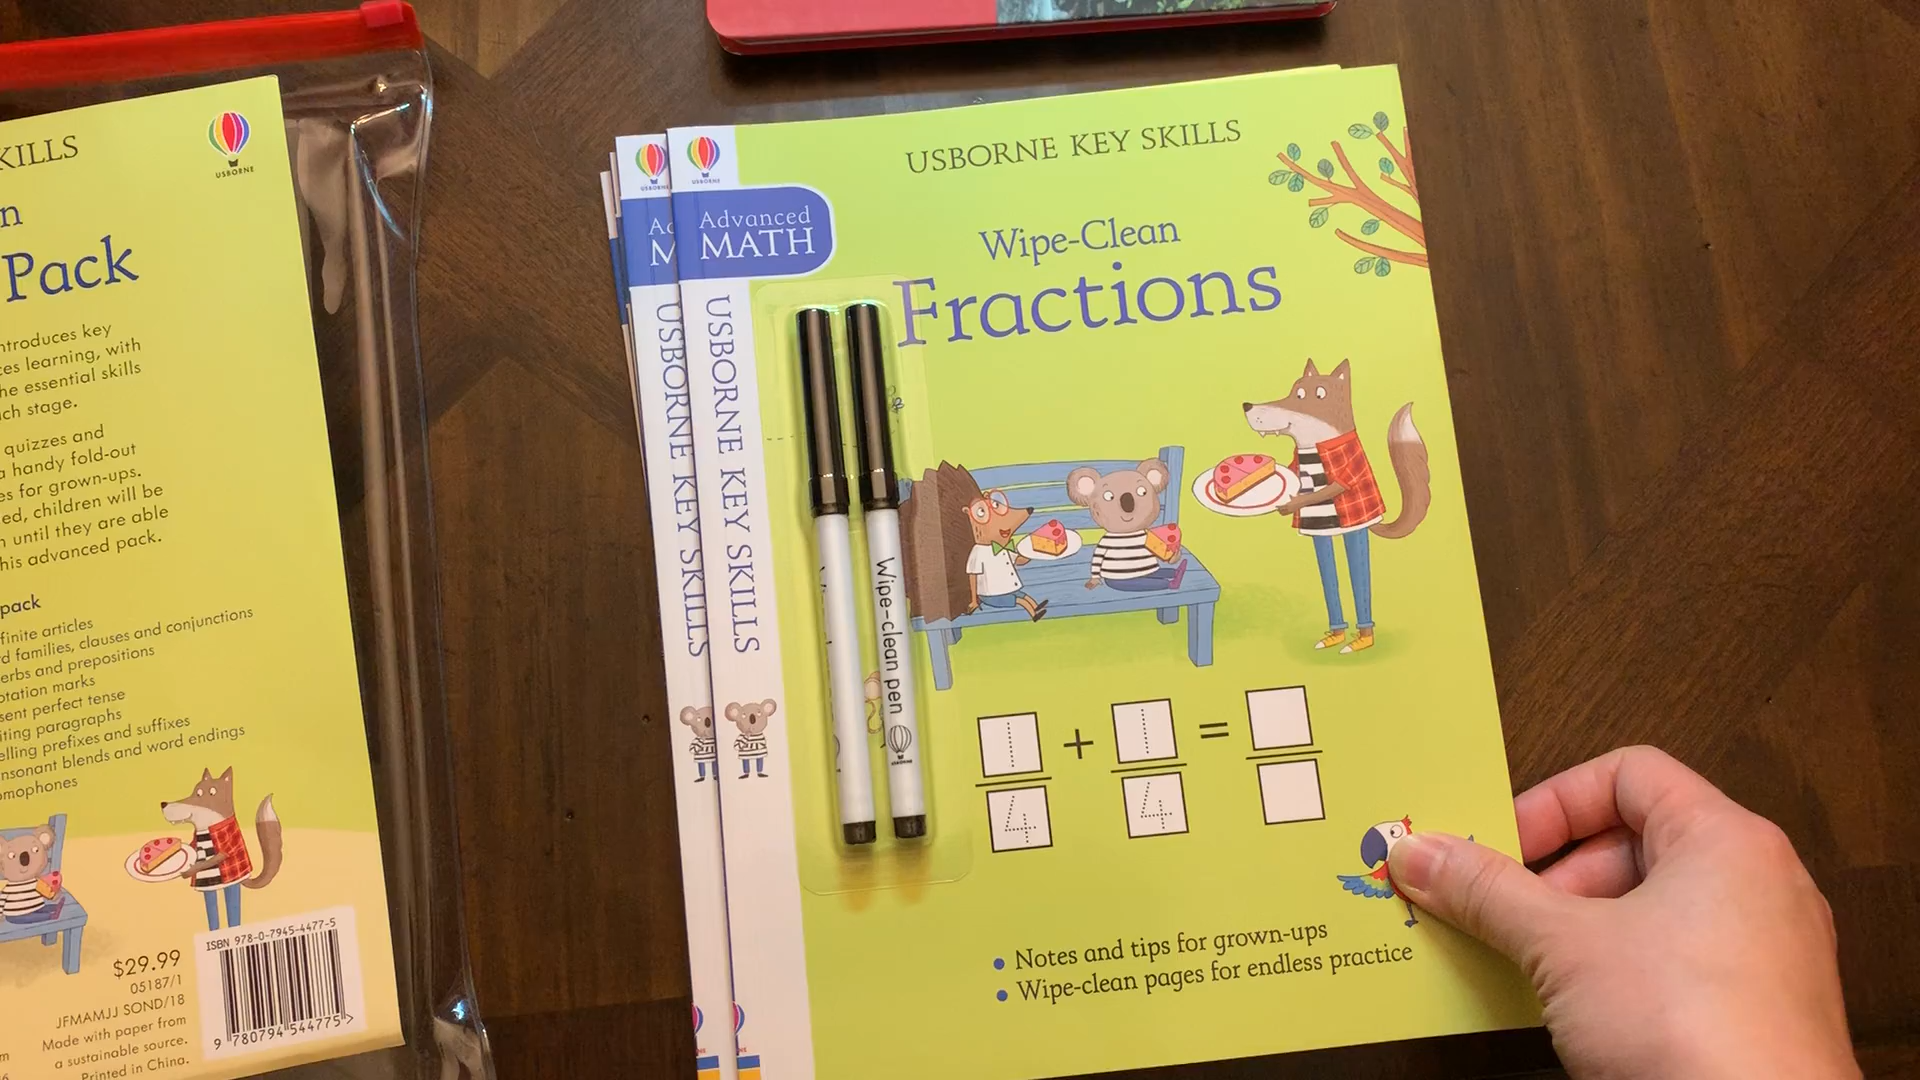 KILLS
USBORNE
n
Pack
ntroduces key
ces learning, with
he essential skills
ch stage.
quizzes and
a handy fold-out
es for grown-ups.
ed, children will be
n until they are able
his advanced pack.
pack
finite articles
d families, clauses and conjunctions
erbs and prepositions
otation marks
sent perfect tense
iting paragraphs
elling prefixes and suffixes
nsonant blends and word endings
omophones
$29.99
05187/1
JFMAMJJ SOND/18
Made with paper from
a sustainable source.
Printed in China.
ISBN 978-0-7945-4477-5
9 780794 544775>
USBORNE
Ad
M
USBORNE KEY SKILLS
USBORNE
Advanced
MATH
USBORNE KEY SKILLS
USBORNE KEY SKILLS
Wipe-Clean
Fractions
Wipe-clean pen
USBORNE
1 + 1 =
4 4
• Notes and tips for grown-ups
• Wipe-clean pages for endless practice